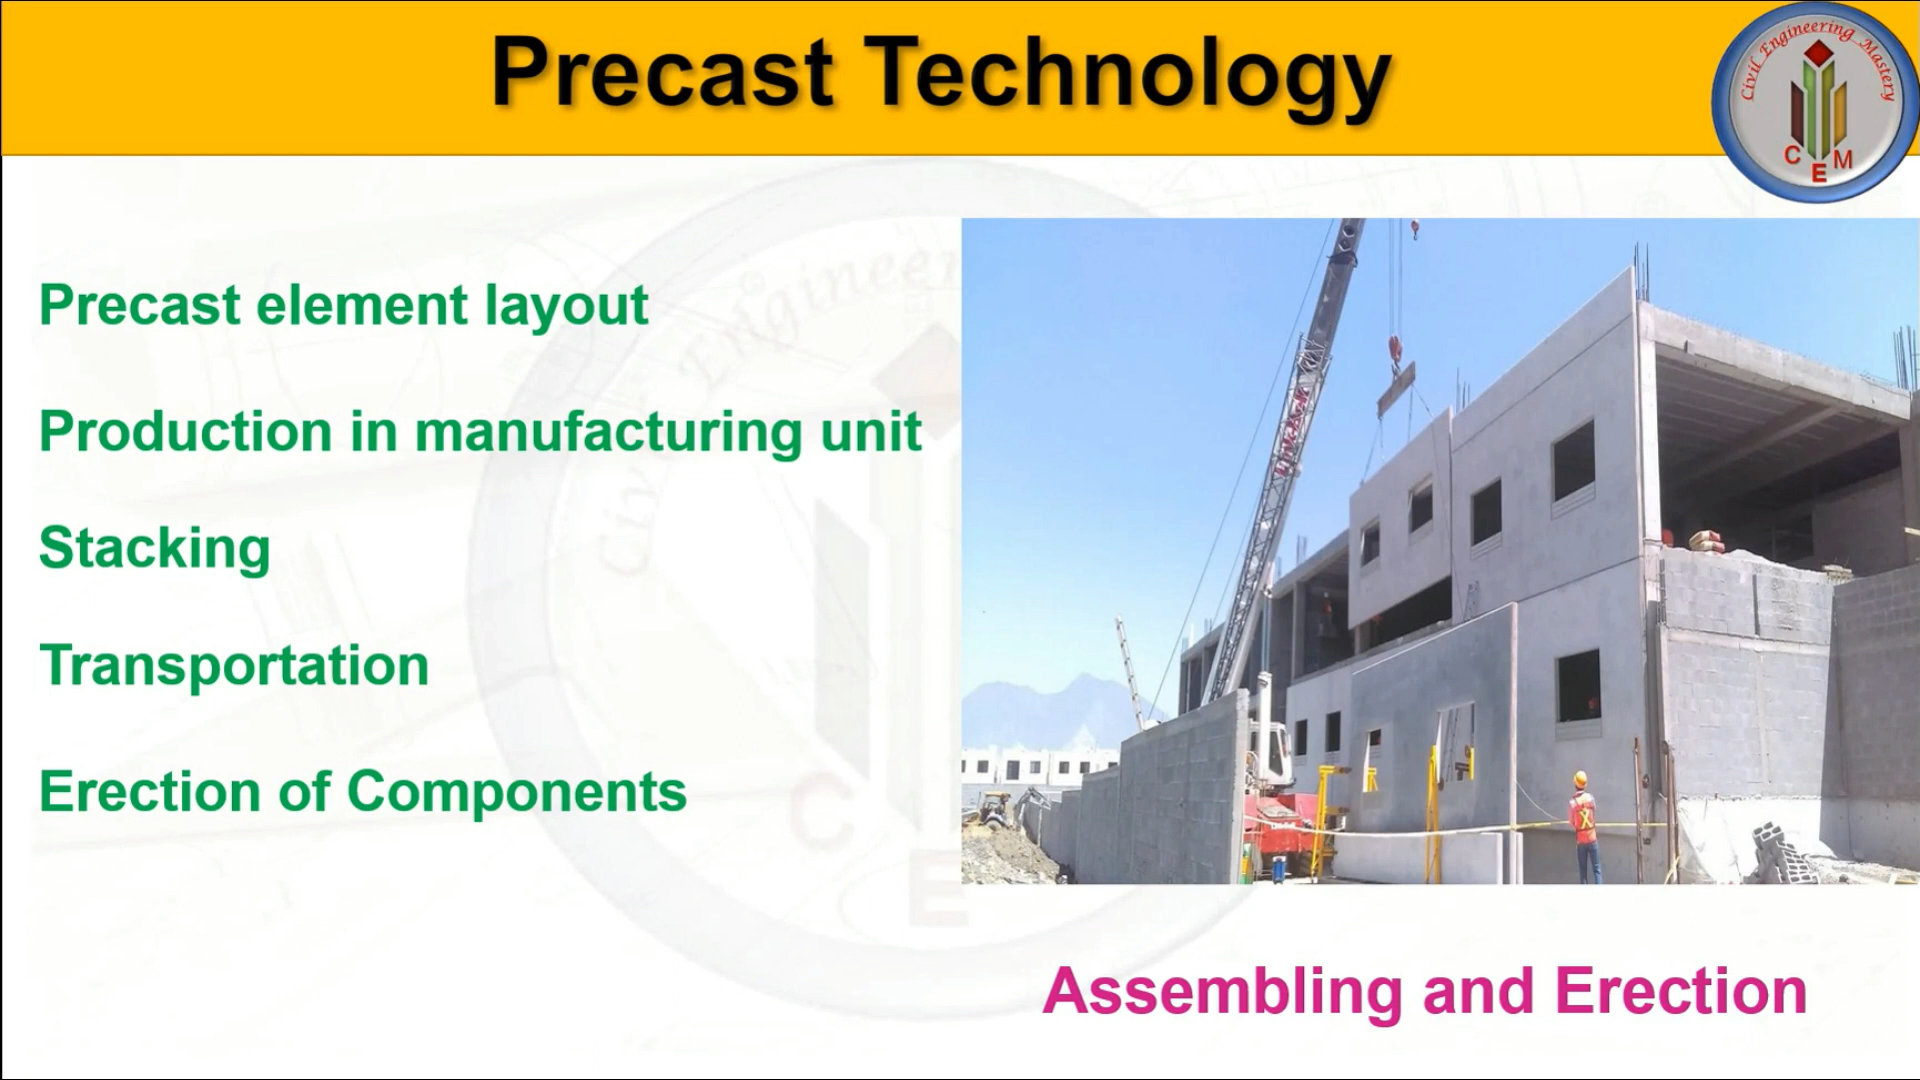 Precast Technology
Civil Engineering Mastery
C E M
Precast element layout
Production in manufacturing unit
Stacking
Transportation
Erection of Components
Assembling and Erection